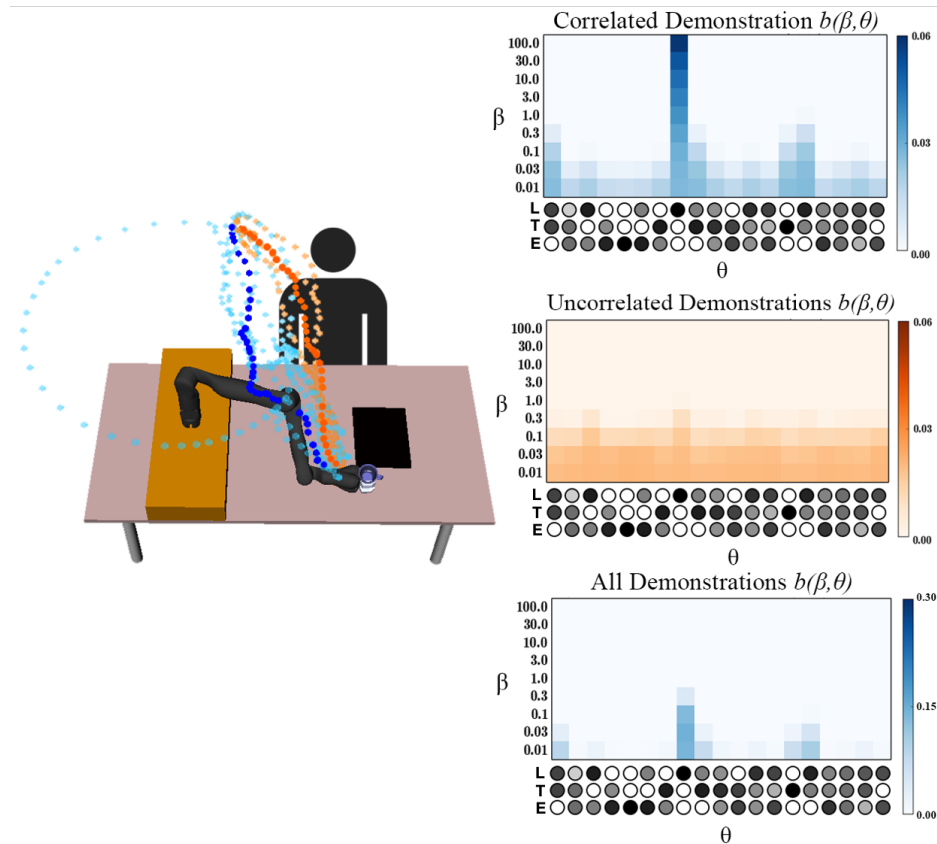 Correlated Demonstration b(β,θ)
100.0
30.0
10.0
3.0
1.0
0.3
0.1
0.03
0.01
β
L
T
E
θ
0.06
0.03
0.00
Uncorrelated Demonstrations b(β,θ)
100.0
30.0
10.0
3.0
1.0
0.3
0.1
0.03
0.01
β
L
T
E
θ
0.06
0.03
0.00
All Demonstrations b(β,θ)
100.0
30.0
10.0
3.0
1.0
0.3
0.1
0.03
0.01
β
L
T
E
θ
0.30
0.15
0.00